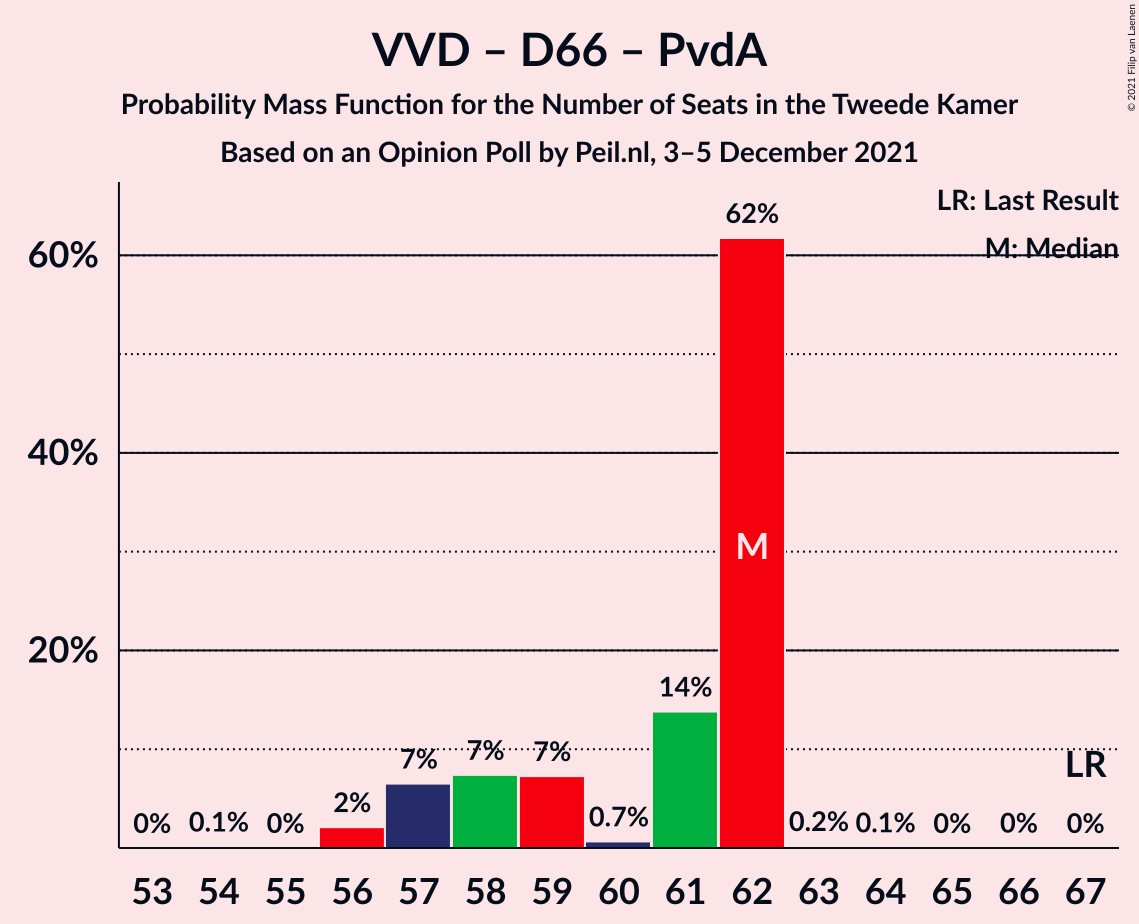 VVD – D66 – PvdA
Probability Mass Function for the Number of Seats in the Tweede Kamer
Based on an Opinion Poll by Peil.nl, 3–5 December 2021
© 2021 Filip van Laenen
LR: Last Result
M: Median
60%
40%
20%
0% 0.1% 0% 2% 7% 7% 7% 0.7% 14% 62% 0.2% 0.1% 0% 0% 0%
M
LR
53 54 55 56 57 58 59 60 61 62 63 64 65 66 67